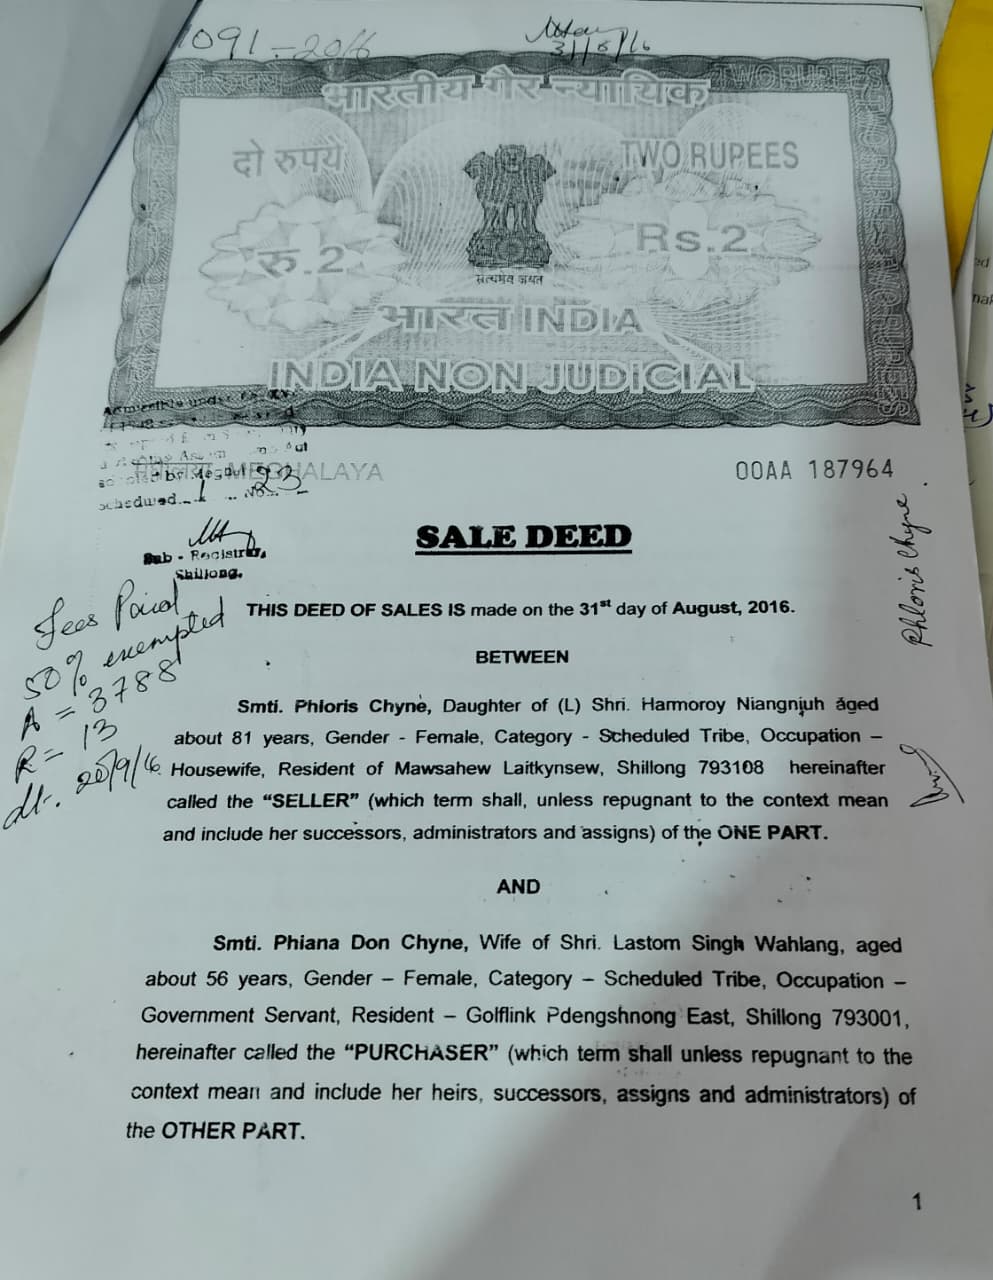 1091 - 2016
31/8/16
TWO RUPEES
भारतीय गैर न्यायिक
दो रुपये
TWO RUPEES
रु.2
Rs.2
सत्यमेव जयते
भारत INDIA
INDIA NON JUDICIAL
Admissible under
MEGHALAYA
00AA 187964
Scheduled 1 No. 23
Sub - Registrar,
Shillong.
SALE DEED
Phloris Chyne.
Fees Paid
50% exempted
A = 3788
R = 13
dt. 20/9/16
THIS DEED OF SALES IS made on the 31st day of August, 2016.
BETWEEN
Smti. Phloris Chyne, Daughter of (L) Shri. Harmoroy Niangnjuh aged
about 81 years, Gender - Female, Category - Scheduled Tribe, Occupation –
Housewife, Resident of Mawsahew Laitkynsew, Shillong 793108 hereinafter
called the “SELLER” (which term shall, unless repugnant to the context mean
and include her successors, administrators and assigns) of the ONE PART.
AND
Smti. Phiana Don Chyne, Wife of Shri. Lastom Singh Wahlang, aged
about 56 years, Gender – Female, Category – Scheduled Tribe, Occupation –
Government Servant, Resident – Golflink Pdengshnong East, Shillong 793001,
hereinafter called the “PURCHASER” (which term shall unless repugnant to the
context mean and include her heirs, successors, assigns and administrators) of
the OTHER PART.
1